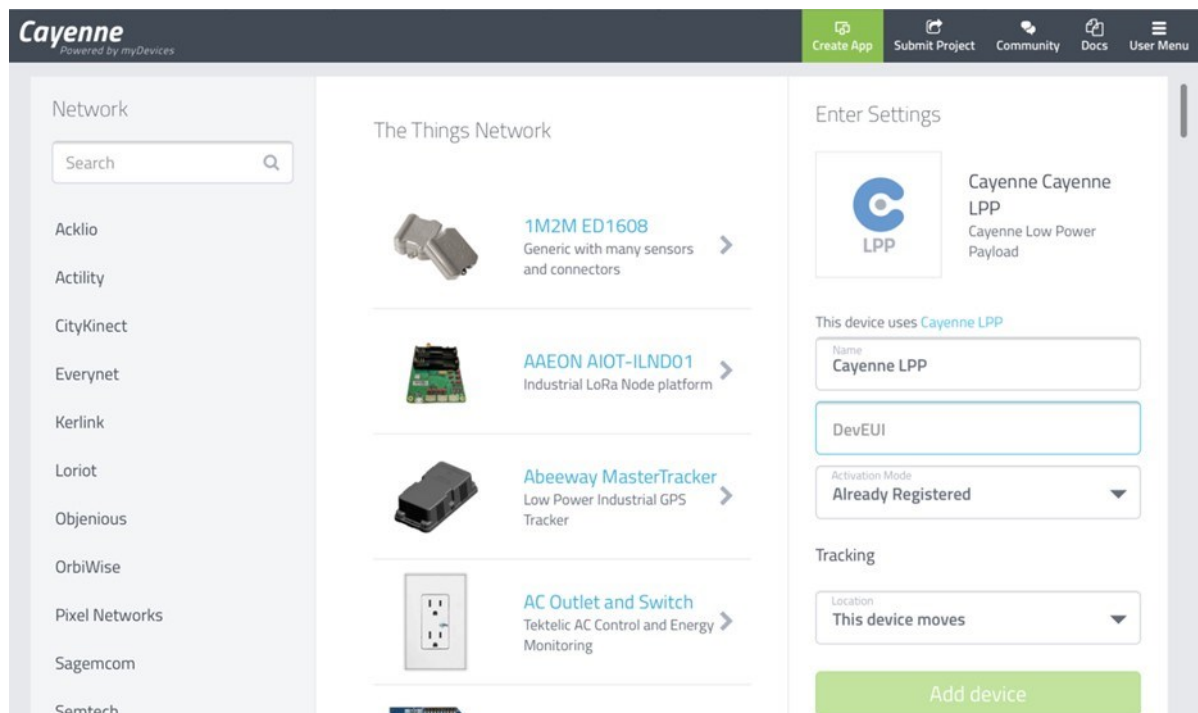 Cayenne
Powered by myDevices
Create App
Submit Project
Community
Docs
User Menu
Network
Search
Acklio
Actility
CityKinect
Everynet
Kerlink
Loriot
Objenious
OrbiWise
Pixel Networks
Sagemcom
Semtech
The Things Network
1M2M ED1608
Generic with many sensors
and connectors
AAEON AIOT-ILND01
Industrial LoRa Node platform
Abeeway MasterTracker
Low Power Industrial GPS
Tracker
AC Outlet and Switch
Tektelic AC Control and Energy
Monitoring
Enter Settings
LPP
Cayenne Cayenne
LPP
Cayenne Low Power
Payload
This device uses Cayenne LPP
Name
Cayenne LPP
DevEUI
Activation Mode
Already Registered
Tracking
Location
This device moves
Add device